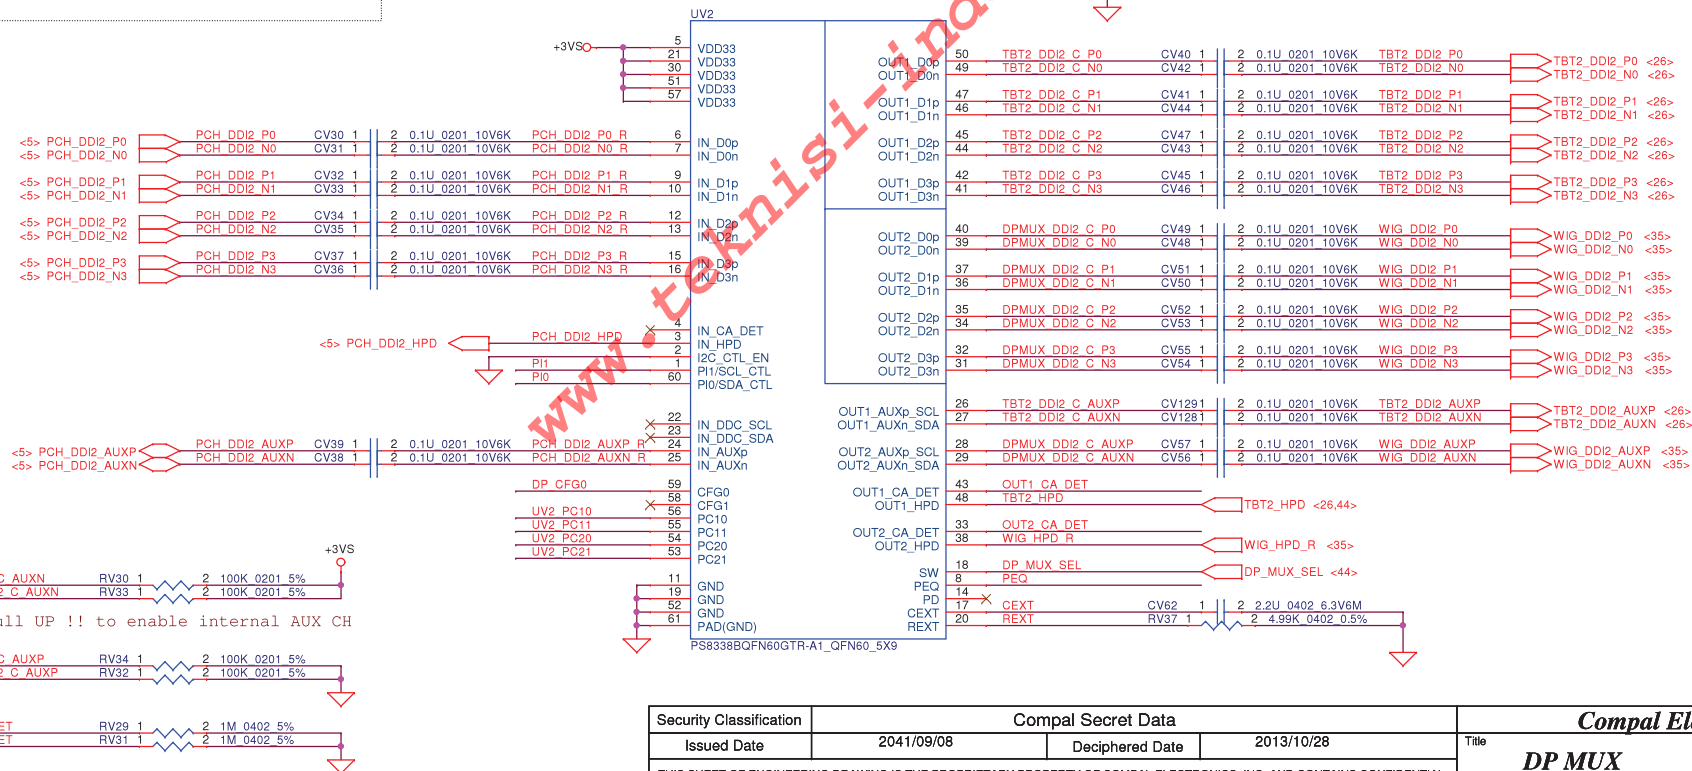 UV2
+3VS
5 VDD33
21 VDD33
30 VDD33
51 VDD33
57 VDD33
<5> PCH_DDI2_P0 PCH_DDI2_P0 CV30 1 2 0.1U_0201_10V6K PCH_DDI2_P0_R 6 IN_D0p
<5> PCH_DDI2_N0 PCH_DDI2_N0 CV31 1 2 0.1U_0201_10V6K PCH_DDI2_N0_R 7 IN_D0n
<5> PCH_DDI2_P1 PCH_DDI2_P1 CV32 1 2 0.1U_0201_10V6K PCH_DDI2_P1_R 9 IN_D1p
<5> PCH_DDI2_N1 PCH_DDI2_N1 CV33 1 2 0.1U_0201_10V6K PCH_DDI2_N1_R 10 IN_D1n
<5> PCH_DDI2_P2 PCH_DDI2_P2 CV34 1 2 0.1U_0201_10V6K PCH_DDI2_P2_R 12 IN_D2p
<5> PCH_DDI2_N2 PCH_DDI2_N2 CV35 1 2 0.1U_0201_10V6K PCH_DDI2_N2_R 13 IN_D2n
<5> PCH_DDI2_P3 PCH_DDI2_P3 CV37 1 2 0.1U_0201_10V6K PCH_DDI2_P3_R 15 IN_D3p
<5> PCH_DDI2_N3 PCH_DDI2_N3 CV36 1 2 0.1U_0201_10V6K PCH_DDI2_N3_R 16 IN_D3n
4 IN_CA_DET
<5> PCH_DDI2_HPD PCH_DDI2_HPD 3 IN_HPD
2 I2C_CTL_EN
PI1 1 PI1/SCL_CTL
PI0 60 PI0/SDA_CTL
22 IN_DDC_SCL
23 IN_DDC_SDA
<5> PCH_DDI2_AUXP PCH_DDI2_AUXP CV39 1 2 0.1U_0201_10V6K PCH_DDI2_AUXP_R 24 IN_AUXp
<5> PCH_DDI2_AUXN PCH_DDI2_AUXN CV38 1 2 0.1U_0201_10V6K PCH_DDI2_AUXN_R 25 IN_AUXn
DP_CFG0 59 CFG0
58 CFG1
UV2_PC10 56 PC10
UV2_PC11 55 PC11
UV2_PC20 54 PC20
UV2_PC21 53 PC21
11 GND
19 GND
52 GND
61 PAD(GND)
OUT1_D0p 50 TBT2_DDI2_C_P0 CV40 1 2 0.1U_0201_10V6K TBT2_DDI2_P0 TBT2_DDI2_P0 <26>
OUT1_D0n 49 TBT2_DDI2_C_N0 CV42 1 2 0.1U_0201_10V6K TBT2_DDI2_N0 TBT2_DDI2_N0 <26>
OUT1_D1p 47 TBT2_DDI2_C_P1 CV41 1 2 0.1U_0201_10V6K TBT2_DDI2_P1 TBT2_DDI2_P1 <26>
OUT1_D1n 46 TBT2_DDI2_C_N1 CV44 1 2 0.1U_0201_10V6K TBT2_DDI2_N1 TBT2_DDI2_N1 <26>
OUT1_D2p 45 TBT2_DDI2_C_P2 CV47 1 2 0.1U_0201_10V6K TBT2_DDI2_P2 TBT2_DDI2_P2 <26>
OUT1_D2n 44 TBT2_DDI2_C_N2 CV43 1 2 0.1U_0201_10V6K TBT2_DDI2_N2 TBT2_DDI2_N2 <26>
OUT1_D3p 42 TBT2_DDI2_C_P3 CV45 1 2 0.1U_0201_10V6K TBT2_DDI2_P3 TBT2_DDI2_P3 <26>
OUT1_D3n 41 TBT2_DDI2_C_N3 CV46 1 2 0.1U_0201_10V6K TBT2_DDI2_N3 TBT2_DDI2_N3 <26>
OUT2_D0p 40 DPMUX_DDI2_C_P0 CV49 1 2 0.1U_0201_10V6K WIG_DDI2_P0 WIG_DDI2_P0 <35>
OUT2_D0n 39 DPMUX_DDI2_C_N0 CV48 1 2 0.1U_0201_10V6K WIG_DDI2_N0 WIG_DDI2_N0 <35>
OUT2_D1p 37 DPMUX_DDI2_C_P1 CV51 1 2 0.1U_0201_10V6K WIG_DDI2_P1 WIG_DDI2_P1 <35>
OUT2_D1n 36 DPMUX_DDI2_C_N1 CV50 1 2 0.1U_0201_10V6K WIG_DDI2_N1 WIG_DDI2_N1 <35>
OUT2_D2p 35 DPMUX_DDI2_C_P2 CV52 1 2 0.1U_0201_10V6K WIG_DDI2_P2 WIG_DDI2_P2 <35>
OUT2_D2n 34 DPMUX_DDI2_C_N2 CV53 1 2 0.1U_0201_10V6K WIG_DDI2_N2 WIG_DDI2_N2 <35>
OUT2_D3p 32 DPMUX_DDI2_C_P3 CV55 1 2 0.1U_0201_10V6K WIG_DDI2_P3 WIG_DDI2_P3 <35>
OUT2_D3n 31 DPMUX_DDI2_C_N3 CV54 1 2 0.1U_0201_10V6K WIG_DDI2_N3 WIG_DDI2_N3 <35>
OUT1_AUXp_SCL 26 TBT2_DDI2_C_AUXP CV129 1 2 0.1U_0201_10V6K TBT2_DDI2_AUXP TBT2_DDI2_AUXP <26>
OUT1_AUXn_SDA 27 TBT2_DDI2_C_AUXN CV128 1 2 0.1U_0201_10V6K TBT2_DDI2_AUXN TBT2_DDI2_AUXN <26>
OUT2_AUXp_SCL 28 DPMUX_DDI2_C_AUXP CV57 1 2 0.1U_0201_10V6K WIG_DDI2_AUXP WIG_DDI2_AUXP <35>
OUT2_AUXn_SDA 29 DPMUX_DDI2_C_AUXN CV56 1 2 0.1U_0201_10V6K WIG_DDI2_AUXN WIG_DDI2_AUXN <35>
OUT1_CA_DET 43 OUT1_CA_DET
OUT1_HPD 48 TBT2_HPD TBT2_HPD <26,44>
OUT2_CA_DET 33 OUT2_CA_DET
OUT2_HPD 38 WIG_HPD_R WIG_HPD_R <35>
SW 18 DP_MUX_SEL DP_MUX_SEL <44>
PEQ 8 PEQ
PD 14
CEXT 17 CEXT CV62 1 2 2.2U_0402_6.3V6M
REXT 20 REXT RV37 1 2 4.99K_0402_0.5%
PS8338BQFN60GTR-A1_QFN60_5X9
www.teknisi-ind
+3VS
C_AUXN RV30 1 2 100K_0201_5%
2_C_AUXN RV33 1 2 100K_0201_5%
ull UP !! to enable internal AUX CH
C_AUXP RV34 1 2 100K_0201_5%
2_C_AUXP RV32 1 2 100K_0201_5%
ET RV29 1 2 1M_0402_5%
ET RV31 1 2 1M_0402_5%
Security Classification Compal Secret Data Compal El
Issued Date 2041/09/08 Deciphered Date 2013/10/28 Title
DP MUX